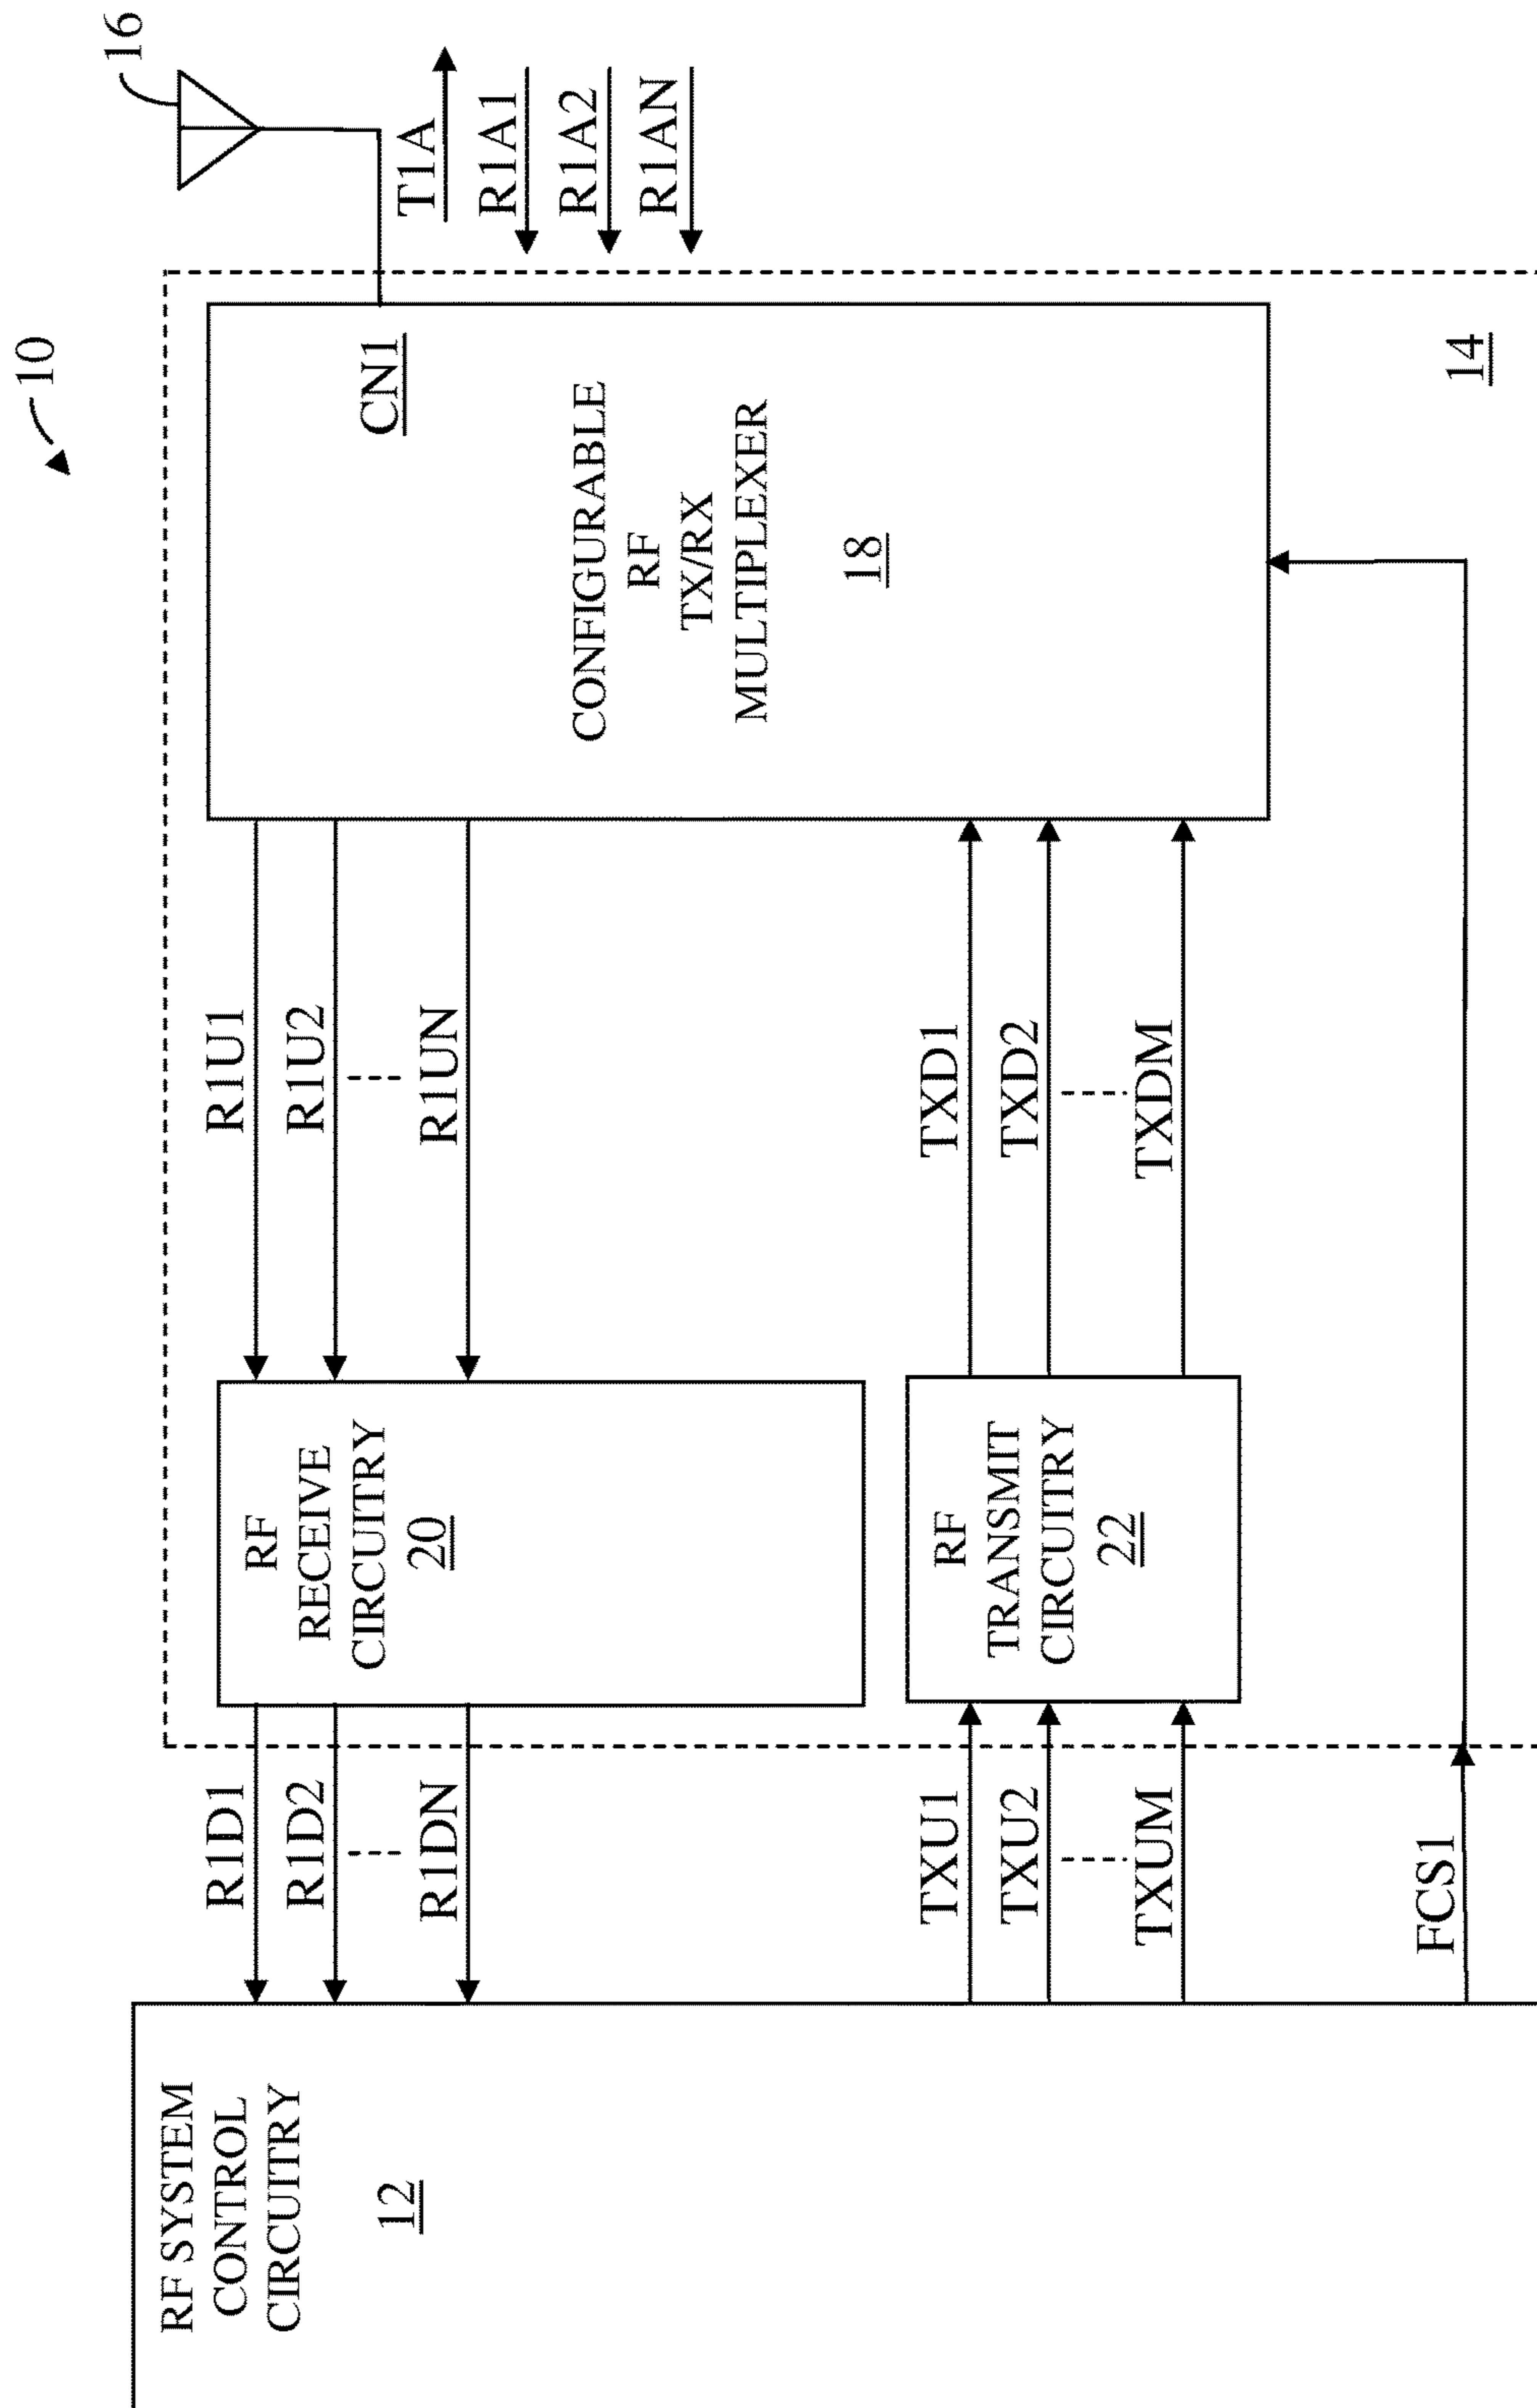 10
16
RF SYSTEM
CONTROL
CIRCUITRY
12
R1D1
R1D2
R1DN
TXU1
TXU2
TXUM
FCS1
RF
RECEIVE
CIRCUITRY
20
RF
TRANSMIT
CIRCUITRY
22
R1U1
R1U2
R1UN
TXD1
TXD2
TXDM
CN1
CONFIGURABLE
RF
TX/RX
MULTIPLEXER
18
14
T1A
R1A1
R1A2
R1AN